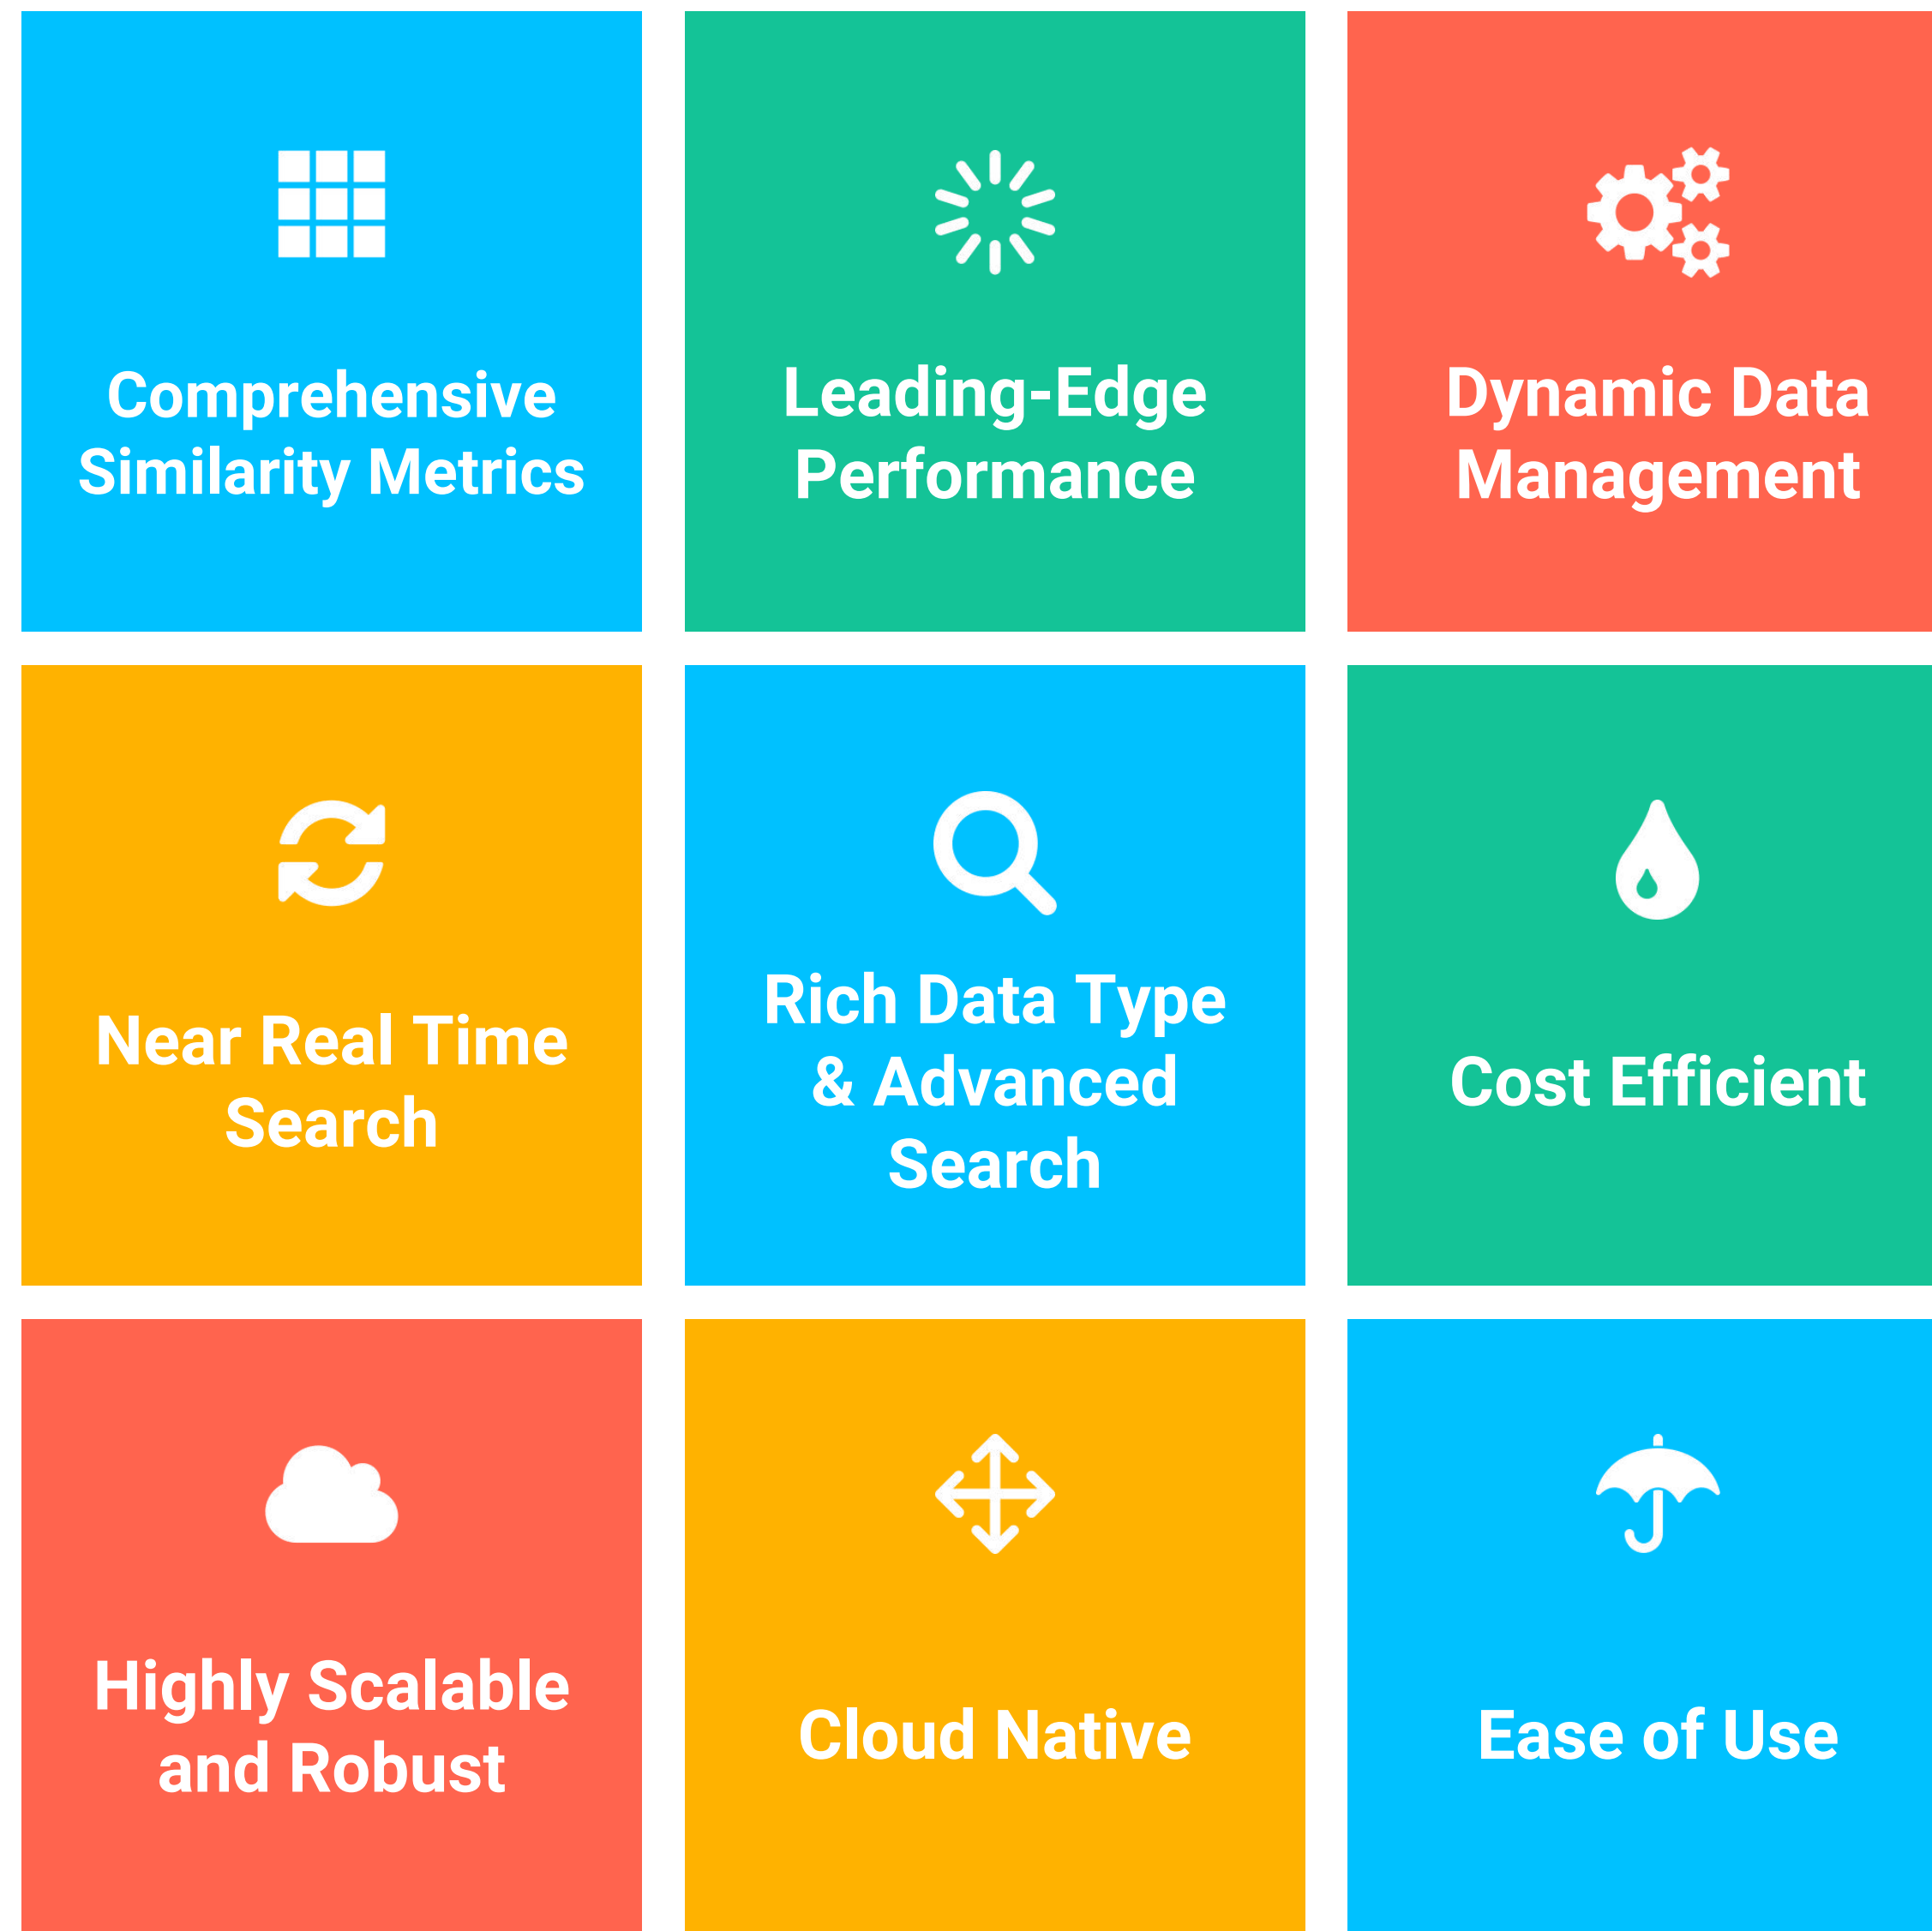 Comprehensive
Similarity Metrics
Leading-Edge
Performance
Dynamic Data
Management
Near Real Time
Search
Rich Data Type
& Advanced
Search
Cost Efficient
Highly Scalable
and Robust
Cloud Native
Ease of Use